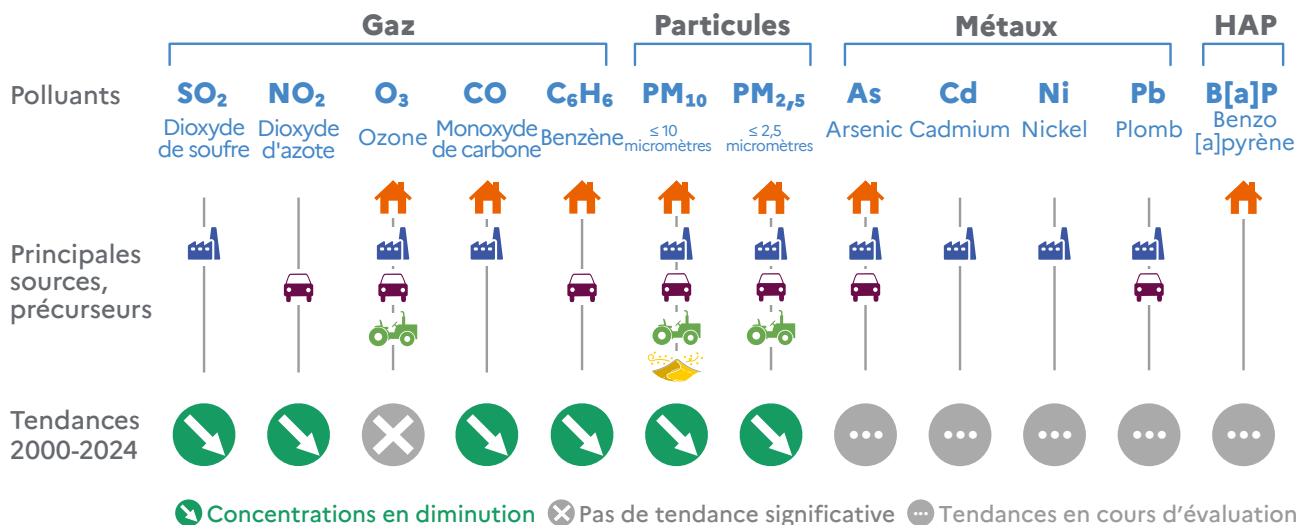 Gaz Particules Métaux HAP
Polluants SO₂ NO₂ O₃ CO C₆H₆ PM₁₀ PM₂,₅ As Cd Ni Pb B[a]P
Dioxyde de soufre
Dioxyde d'azote
Ozone
Monoxyde de carbone
Benzène
≤ 10 micromètres
≤ 2,5 micromètres
Arsenic
Cadmium
Nickel
Plomb
Benzo [a]pyrène
Principales
sources,
précurseurs
Tendances
2000-2024
Concentrations en diminution Pas de tendance significative Tendances en cours d'évaluation